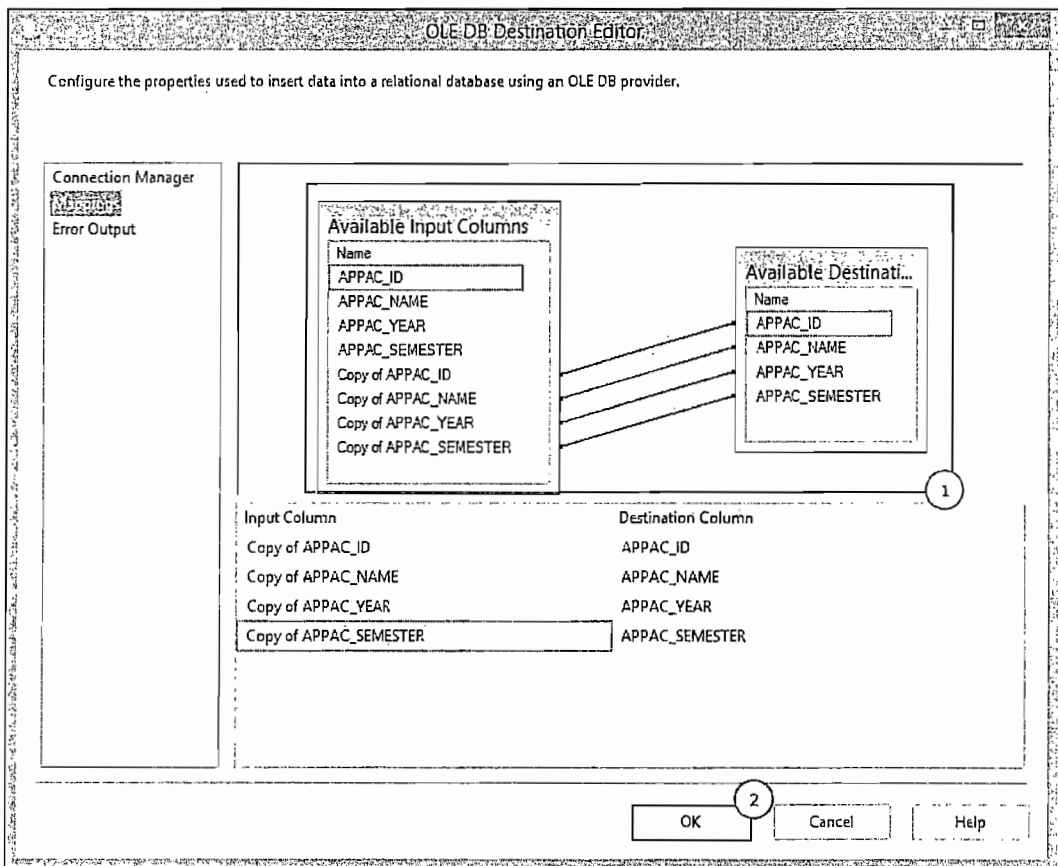 OLE DB Destination Editor
Configure the properties used to insert data into a relational database using an OLE DB provider.
Connection Manager
Mappings
Error Output
Available Input Columns
Name
APPAC_ID
APPAC_NAME
APPAC_YEAR
APPAC_SEMESTER
Copy of APPAC_ID
Copy of APPAC_NAME
Copy of APPAC_YEAR
Copy of APPAC_SEMESTER
Available Destinati...
Name
APPAC_ID
APPAC_NAME
APPAC_YEAR
APPAC_SEMESTER
1
Input Column Destination Column
Copy of APPAC_ID APPAC_ID
Copy of APPAC_NAME APPAC_NAME
Copy of APPAC_YEAR APPAC_YEAR
Copy of APPAC_SEMESTER APPAC_SEMESTER
2
OK Cancel Help